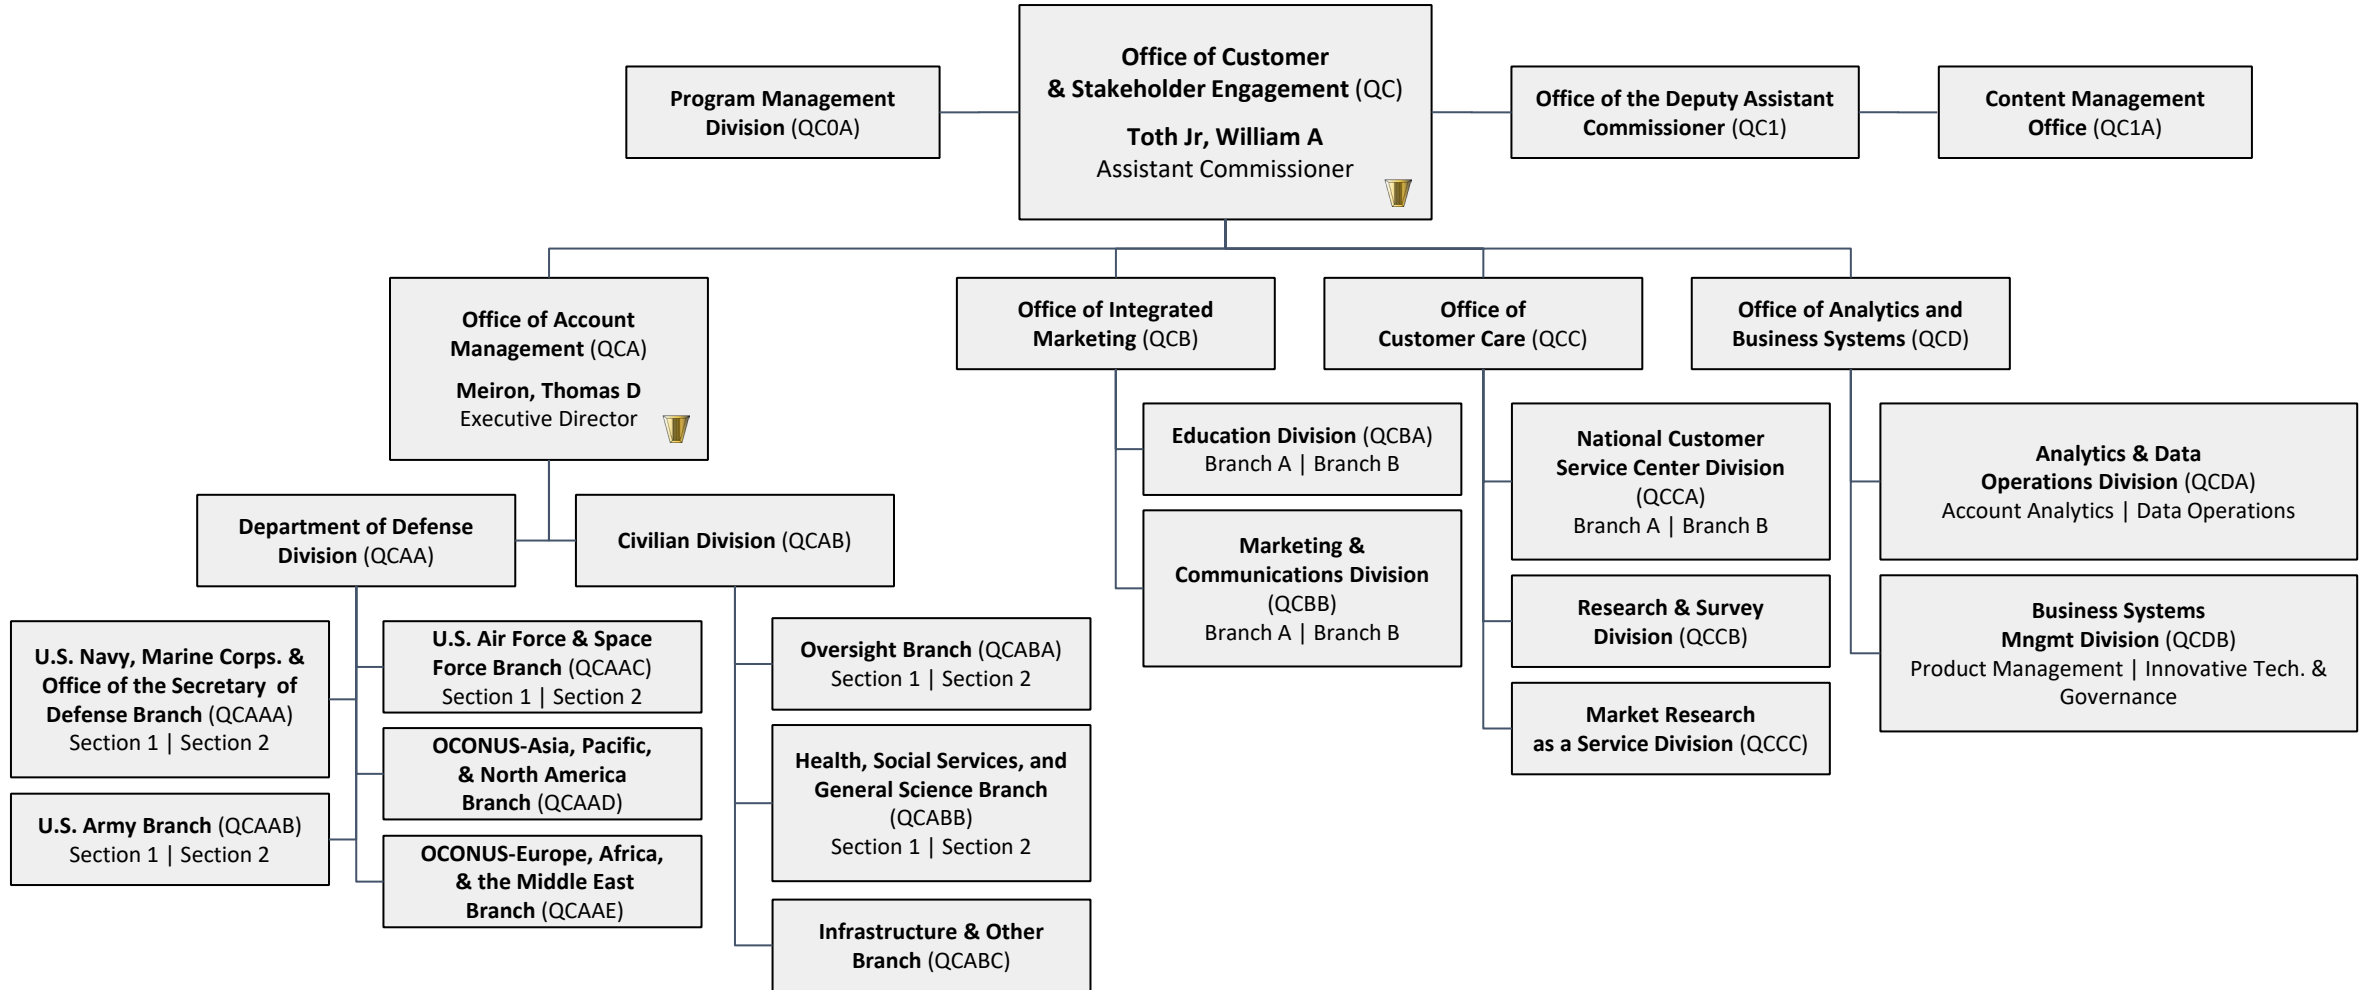 Office of Customer
& Stakeholder Engagement (QC)
Toth Jr, William A
Assistant Commissioner
Program Management
Division (QC0A)
Office of the Deputy Assistant
Commissioner (QC1)
Content Management
Office (QC1A)
Office of Account
Management (QCA)
Meiron, Thomas D
Executive Director
Office of Integrated
Marketing (QCB)
Office of
Customer Care (QCC)
Office of Analytics and
Business Systems (QCD)
Department of Defense
Division (QCAA)
Civilian Division (QCAB)
U.S. Navy, Marine Corps. &
Office of the Secretary of
Defense Branch (QCAAA)
Section 1 | Section 2
U.S. Army Branch (QCAAB)
Section 1 | Section 2
U.S. Air Force & Space
Force Branch (QCAAC)
Section 1 | Section 2
OCONUS-Asia, Pacific,
& North America
Branch (QCAAD)
OCONUS-Europe, Africa,
& the Middle East
Branch (QCAAE)
Oversight Branch (QCABA)
Section 1 | Section 2
Health, Social Services, and
General Science Branch
(QCABB)
Section 1 | Section 2
Infrastructure & Other
Branch (QCABC)
Education Division (QCBA)
Branch A | Branch B
Marketing &
Communications Division
(QCBB)
Branch A | Branch B
National Customer
Service Center Division
(QCCA)
Branch A | Branch B
Research & Survey
Division (QCCB)
Market Research
as a Service Division (QCCC)
Analytics & Data
Operations Division (QCDA)
Account Analytics | Data Operations
Business Systems
Mngmt Division (QCDB)
Product Management | Innovative Tech. &
Governance